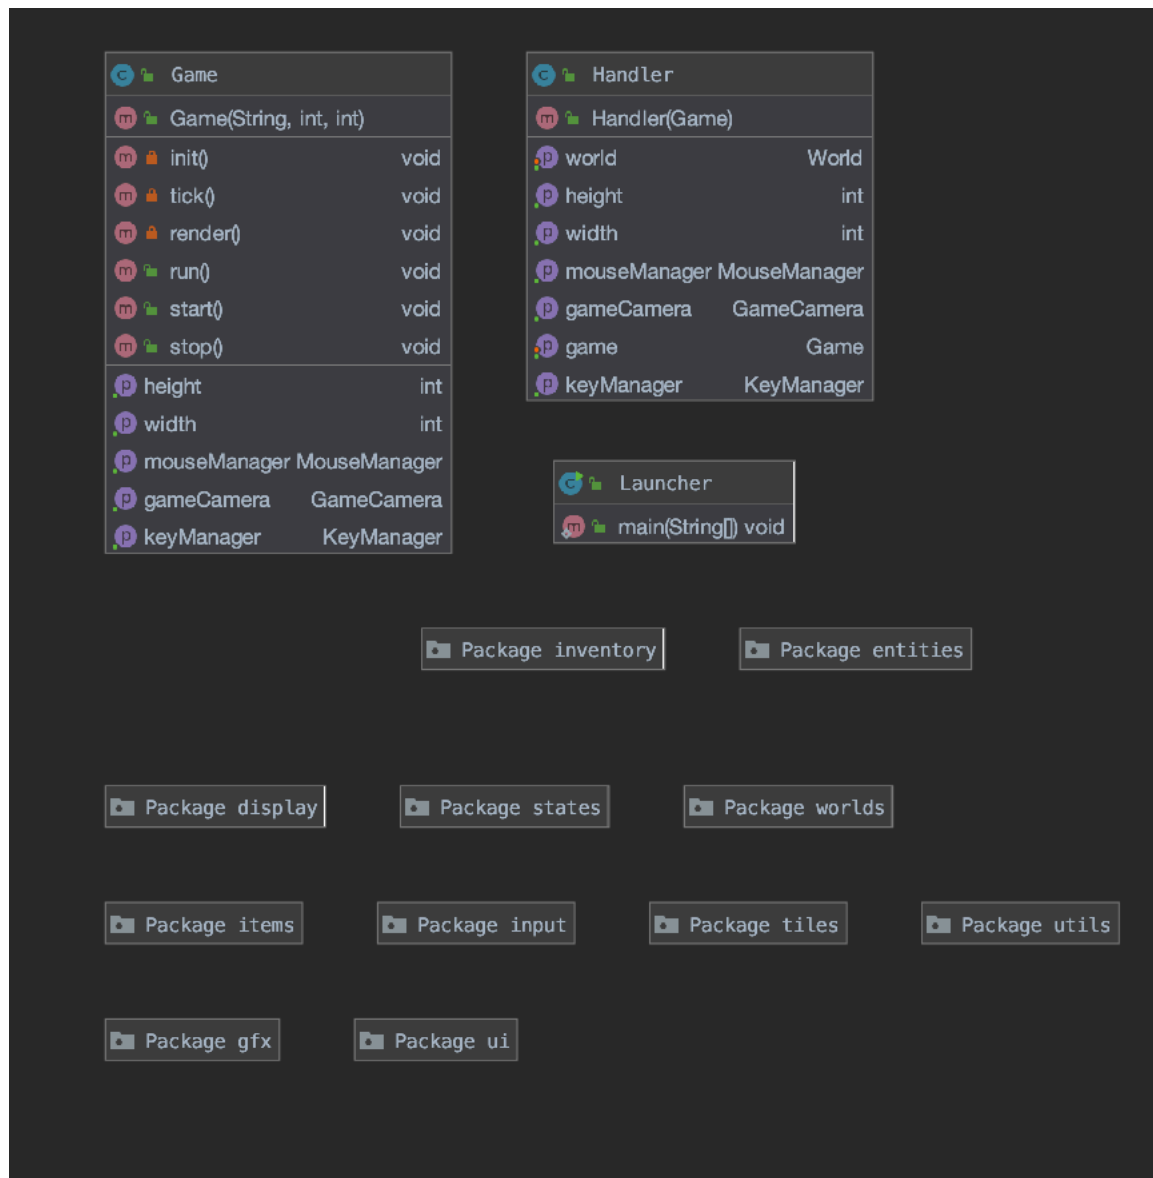 Game
Game(String, int, int)
init() void
tick() void
render() void
run() void
start() void
stop() void
height int
width int
mouseManager MouseManager
gameCamera GameCamera
keyManager KeyManager
Handler
Handler(Game)
world World
height int
width int
mouseManager MouseManager
gameCamera GameCamera
game Game
keyManager KeyManager
Launcher
main(String[]) void
Package inventory
Package entities
Package display
Package states
Package worlds
Package items
Package input
Package tiles
Package utils
Package gfx
Package ui